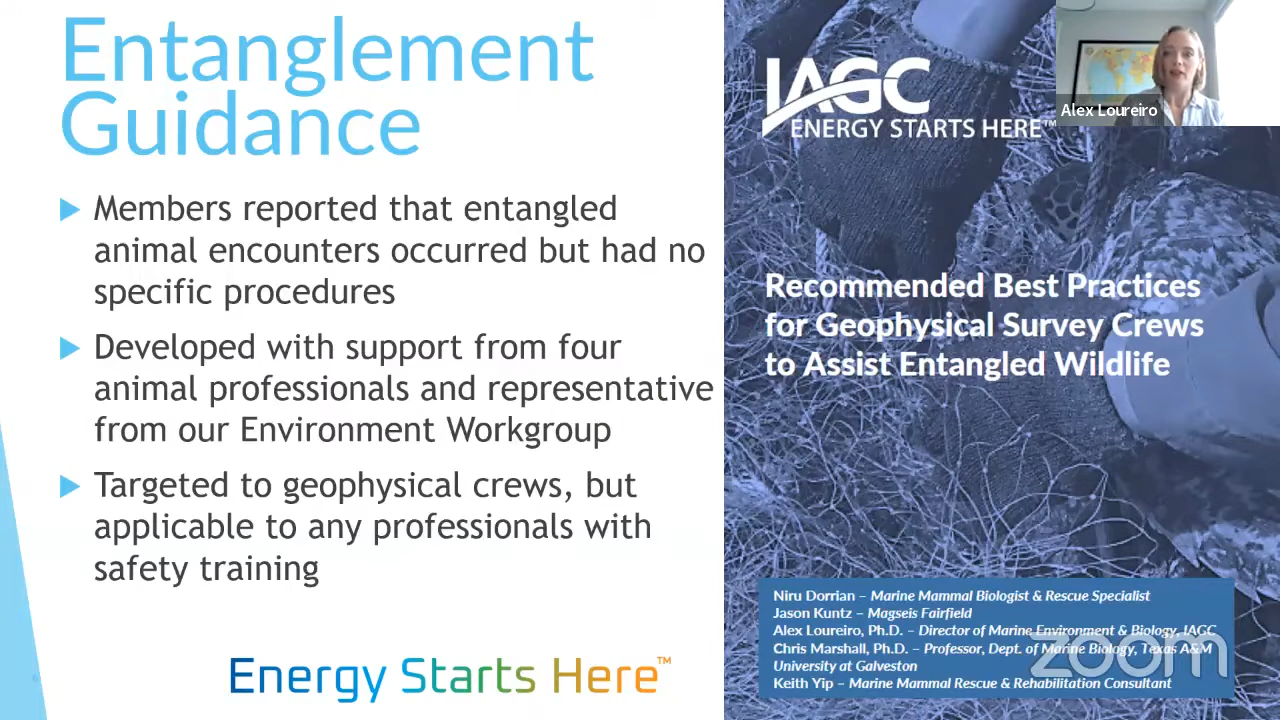 Entanglement
Guidance
Members reported that entangled
animal encounters occurred but had no
specific procedures
Developed with support from four
animal professionals and representative
from our Environment Workgroup
Targeted to geophysical crews, but
applicable to any professionals with
safety training
Energy Starts Here™
IAGC
ENERGY STARTS HERE™
Alex Loureiro
Recommended Best Practices
for Geophysical Survey Crews
to Assist Entangled Wildlife
Niru Dorrian – Marine Mammal Biologist & Rescue Specialist
Jason Kuntz – Magseis Fairfield
Alex Loureiro, Ph.D. – Director of Marine Environment & Biology, IAGC
Chris Marshall, Ph.D. – Professor, Dept. of Marine Biology, Texas A&M
University at Galveston
Keith Yip – Marine Mammal Rescue & Rehabilitation Consultant
zoom